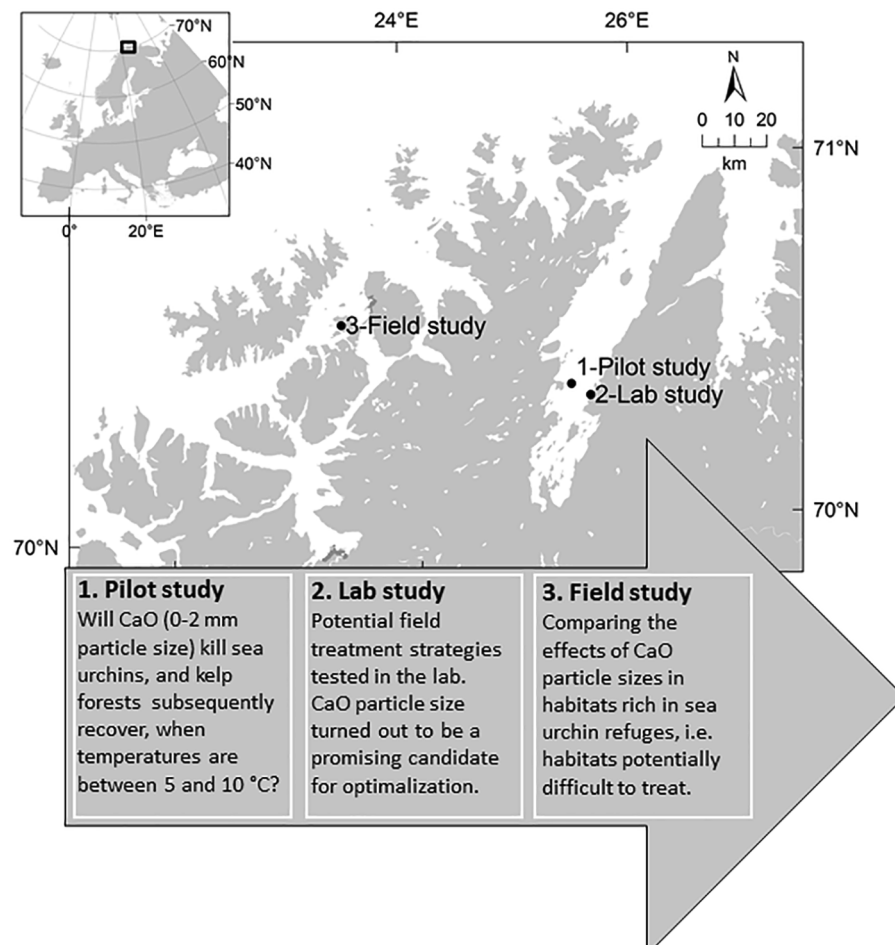 24°E
26°E
70°N
60°N
50°N
40°N
0°
20°E
N
0 10 20
km
71°N
3-Field study
1-Pilot study
2-Lab study
70°N
70°N
1. Pilot study
Will CaO (0-2 mm
particle size) kill sea
urchins, and kelp
forests subsequently
recover, when
temperatures are
between 5 and 10 °C?
2. Lab study
Potential field
treatment strategies
tested in the lab.
CaO particle size
turned out to be a
promising candidate
for optimalization.
3. Field study
Comparing the
effects of CaO
particle sizes in
habitats rich in sea
urchin refuges, i.e.
habitats potentially
difficult to treat.